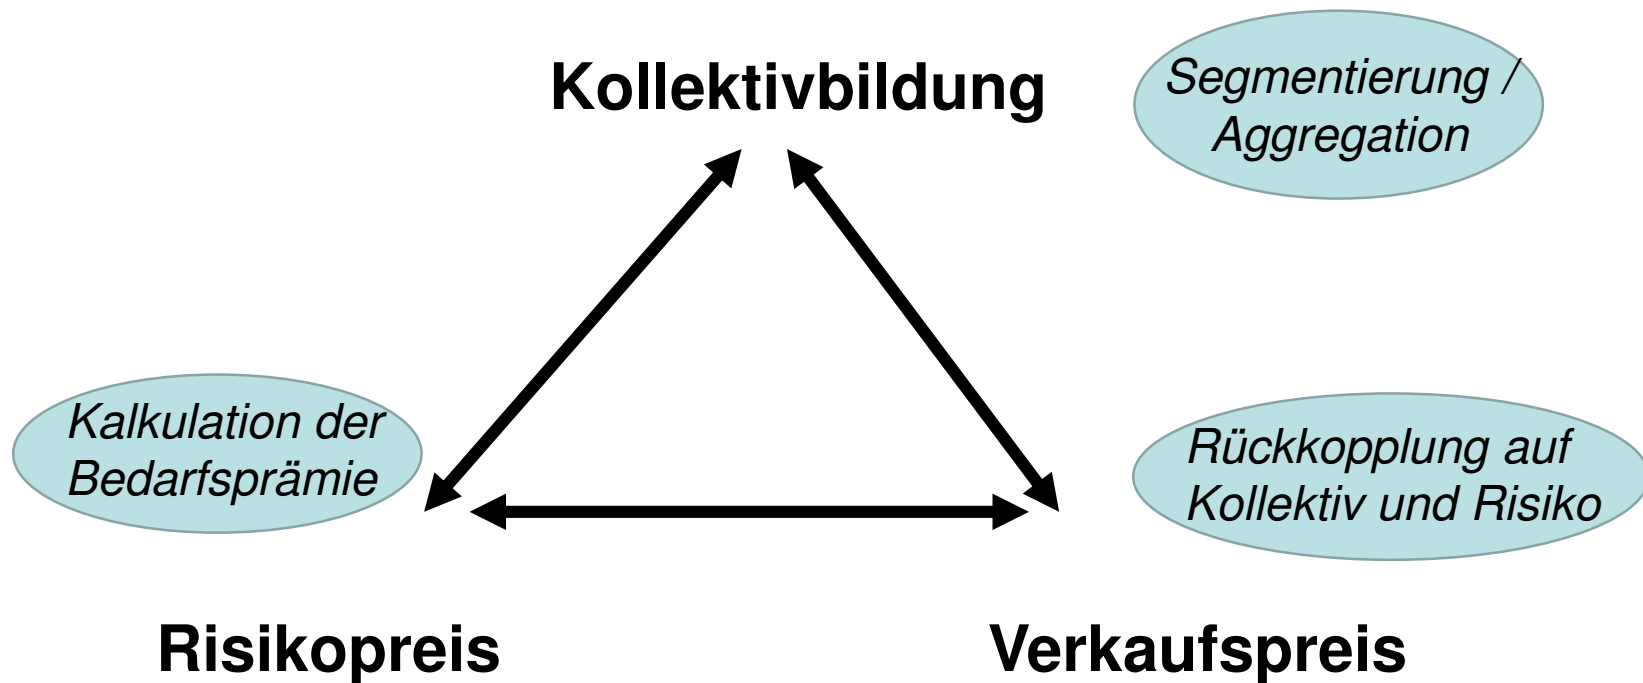 Kollektivbildung
Segmentierung /
Aggregation
Kalkulation der
Bedarfsprämie
Rückkopplung auf
Kollektiv und Risiko
Risikopreis
Verkaufspreis